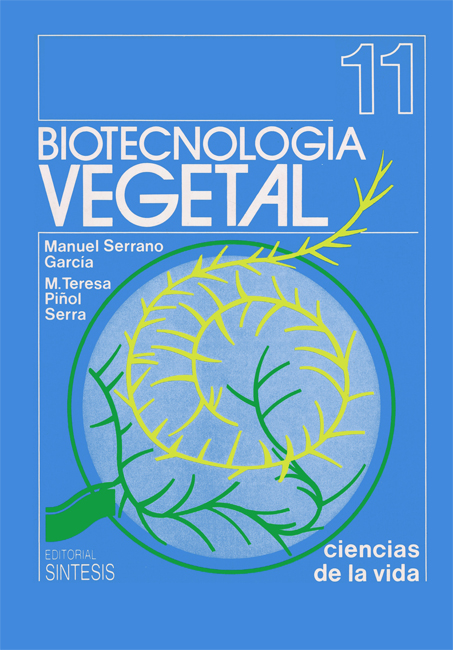 11
BIOTECNOLOGIA
VEGETAL
Manuel Serrano
García
M.Teresa
Piñol
Serra
EDITORIAL
SINTESIS
ciencias
de la vida